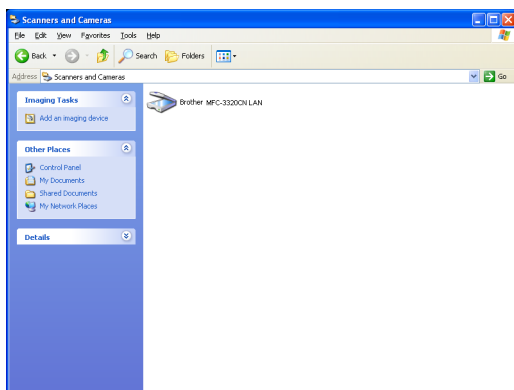 Scanners and Cameras
File Edit View Favorites Tools Help
Back Search Folders
Address Scanners and Cameras Go
Imaging Tasks
Add an imaging device
Other Places
Control Panel
My Documents
Shared Documents
My Network Places
Details
Brother MFC-3320CN LAN